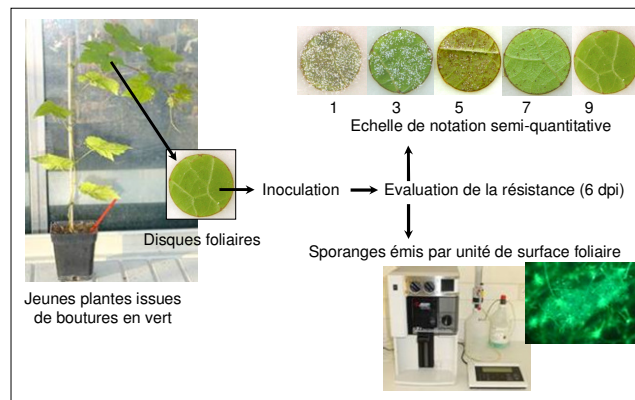 1 3 5 7 9
Echelle de notation semi-quantitative
Inoculation
Evaluation de la résistance (6 dpi)
Disques foliaires
Sporanges émis par unité de surface foliaire
Jeunes plantes issues
de boutures en vert